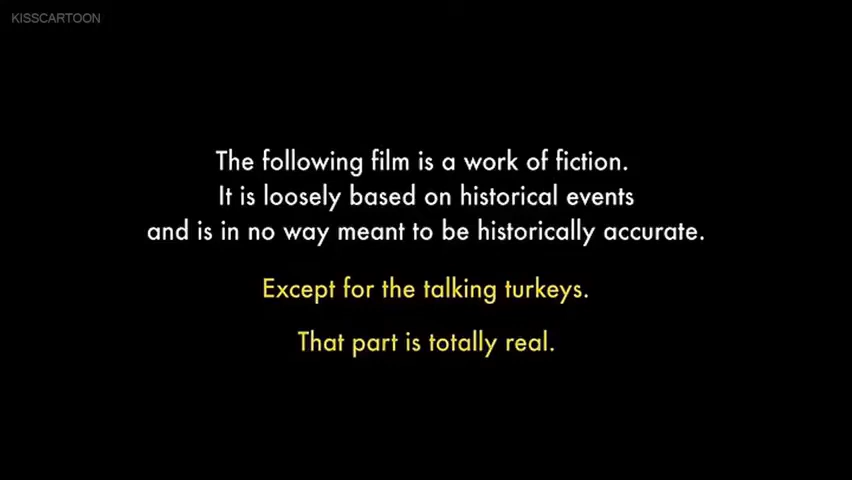 KISSCARTOON
The following film is a work of fiction.
It is loosely based on historical events
and is in no way meant to be historically accurate.
Except for the talking turkeys.
That part is totally real.